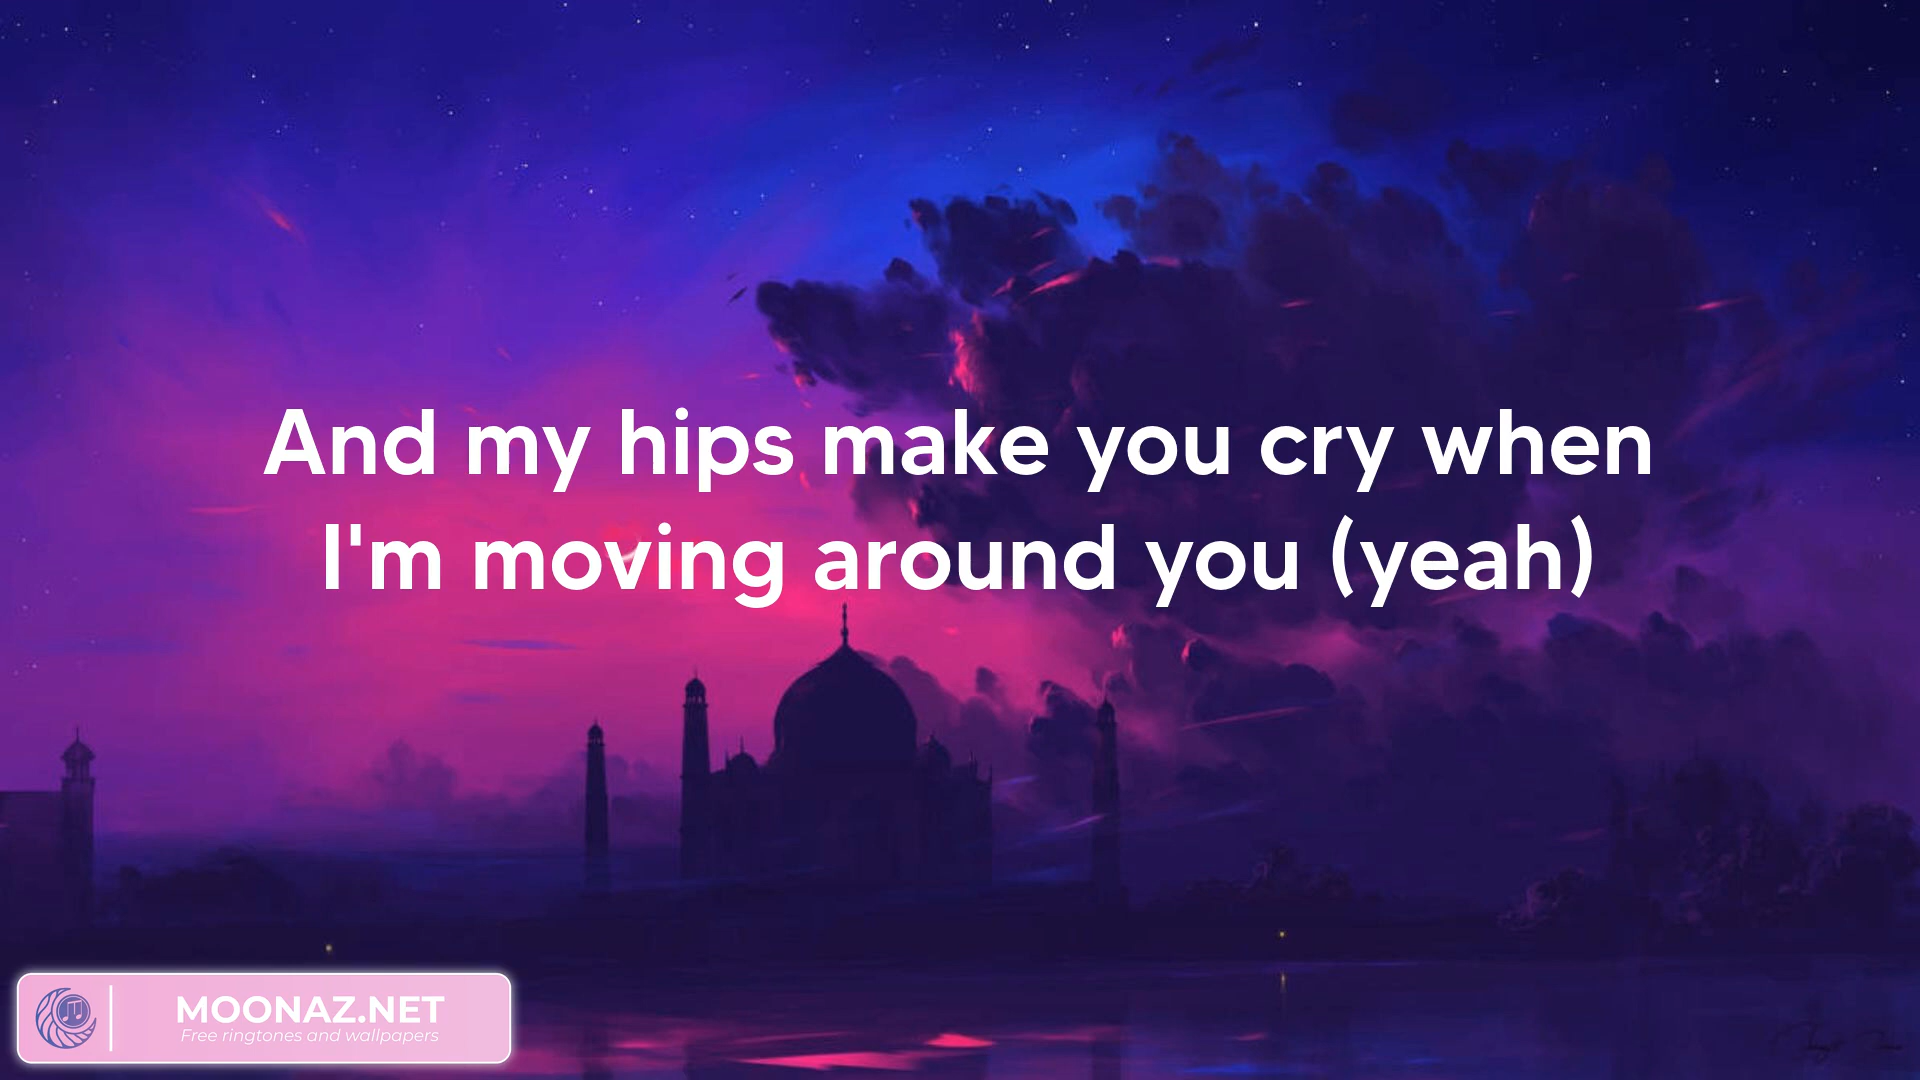 And my hips make you cry when
I'm moving around you (yeah)
MOONAZ.NET
Free ringtones and wallpapers